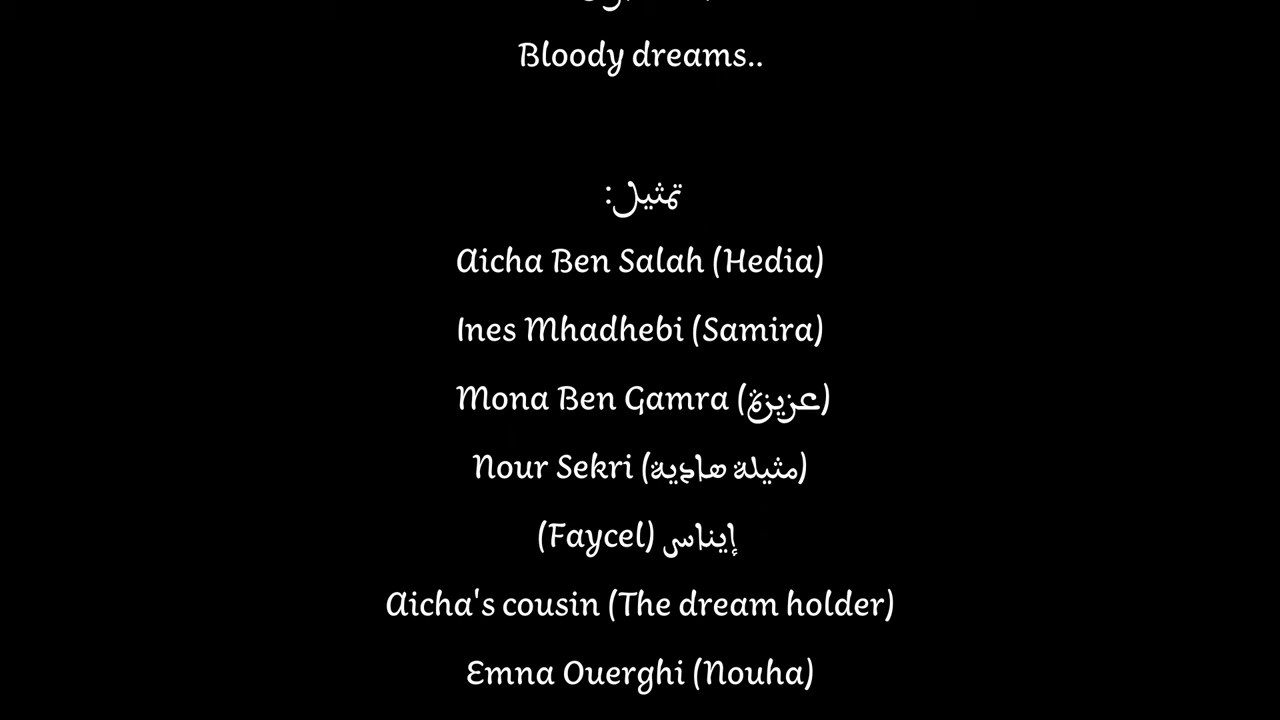 Bloody dreams..
تمثيل:
Aicha Ben Salah (Hedia)
Ines Mhadhebi (Samira)
Mona Ben Gamra (عزيزة)
Nour Sekri (مثيلة هادية)
إيناس (Faycel)
Aicha's cousin (The dream holder)
Emna Ouerghi (Nouha)